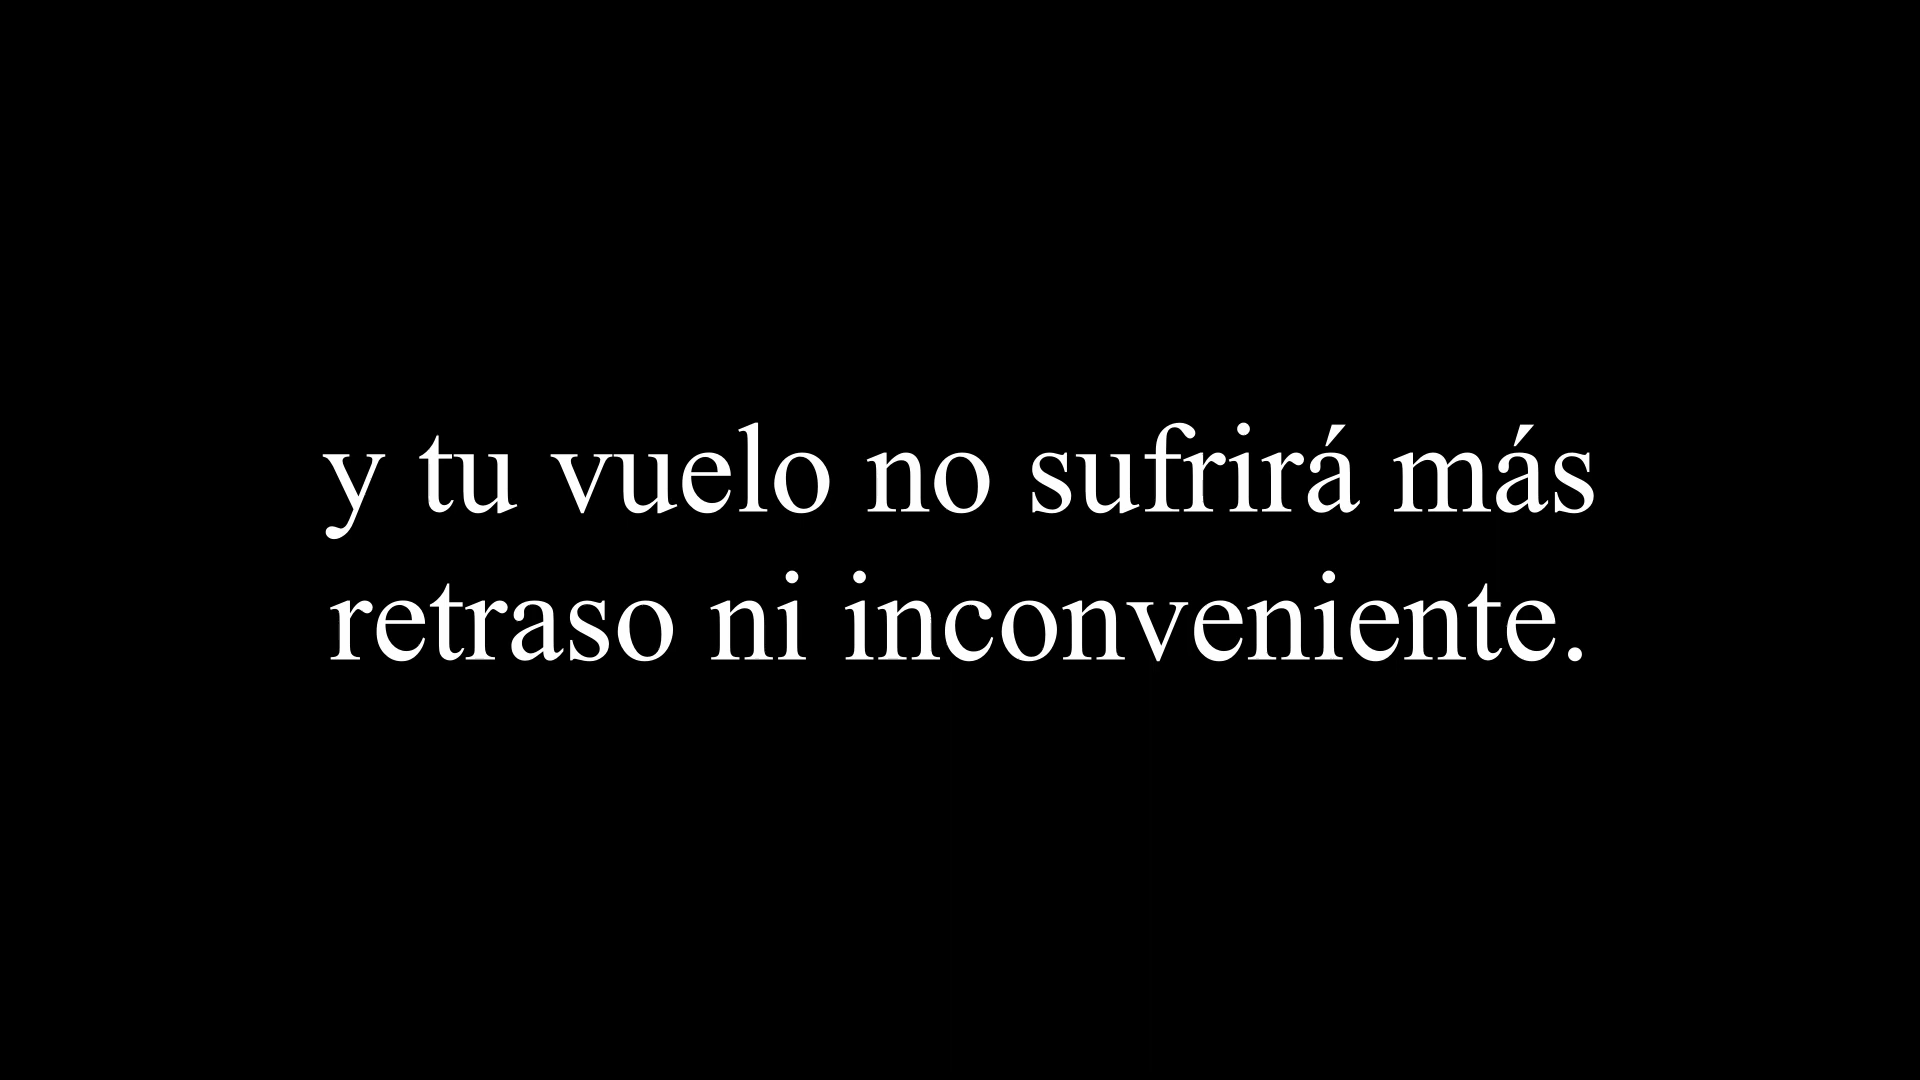 y tu vuelo no sufrirá más
retraso ni inconveniente.